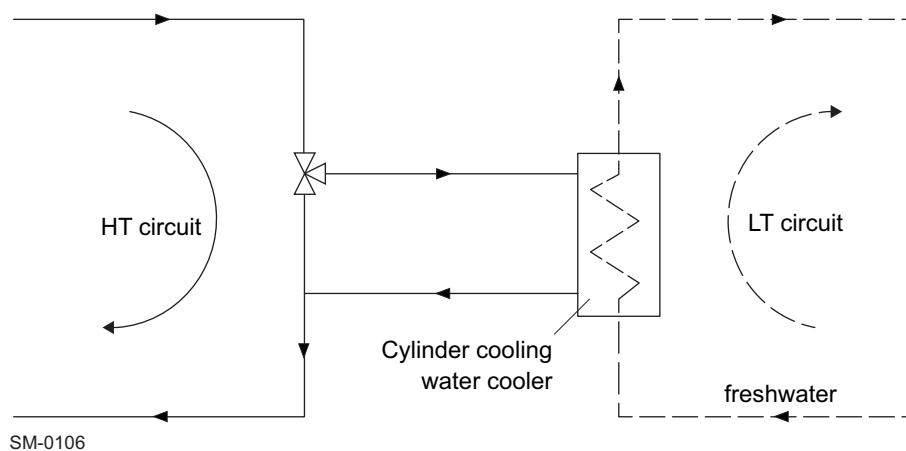 HT circuit
LT circuit
Cylinder cooling
water cooler
freshwater
SM-0106